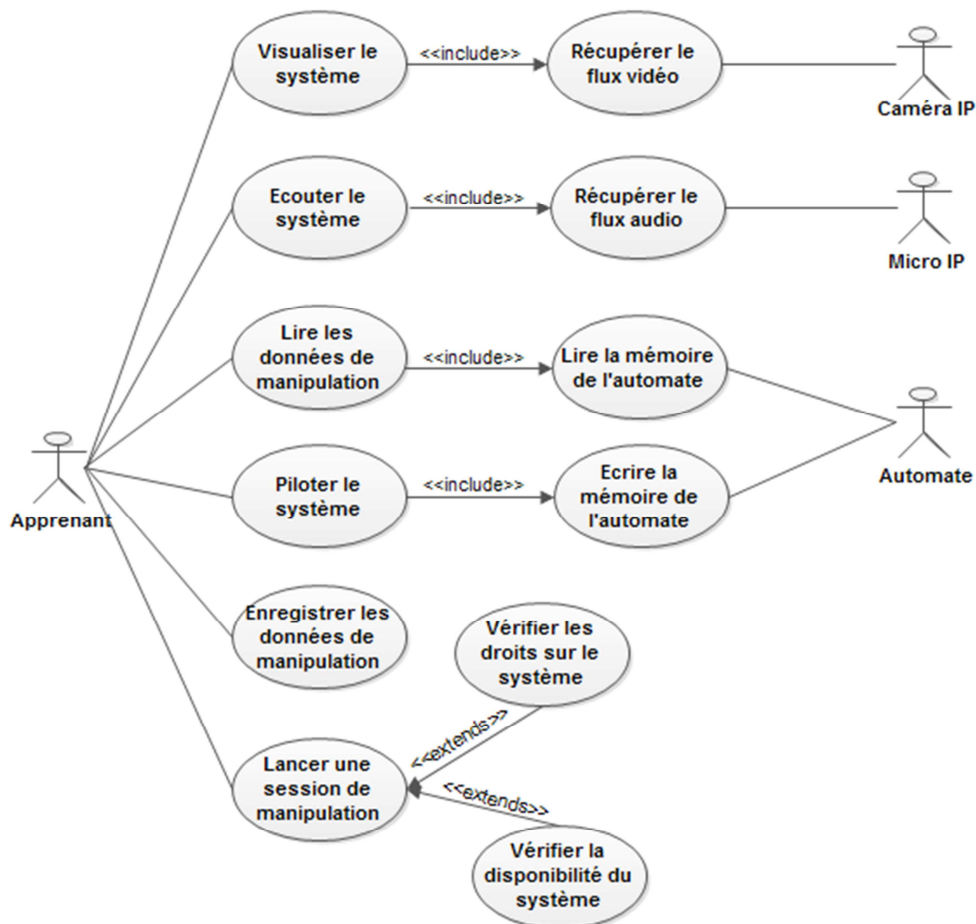 Visualiser le
système
<<include>>
Récupérer le
flux vidéo
Caméra IP
Ecouter le
système
<<include>>
Récupérer le
flux audio
Micro IP
Lire les
données de
manipulation
<<include>>
Lire la mémoire
de l'automate
Automate
Apprenant
Piloter le
système
<<include>>
Ecrire la
mémoire de
l'automate
Enregistrer les
données de
manipulation
Vérifier les
droits sur le
système
<<extends>>
Lancer une
session de
manipulation
<<extends>>
Vérifier la
disponibilité du
système